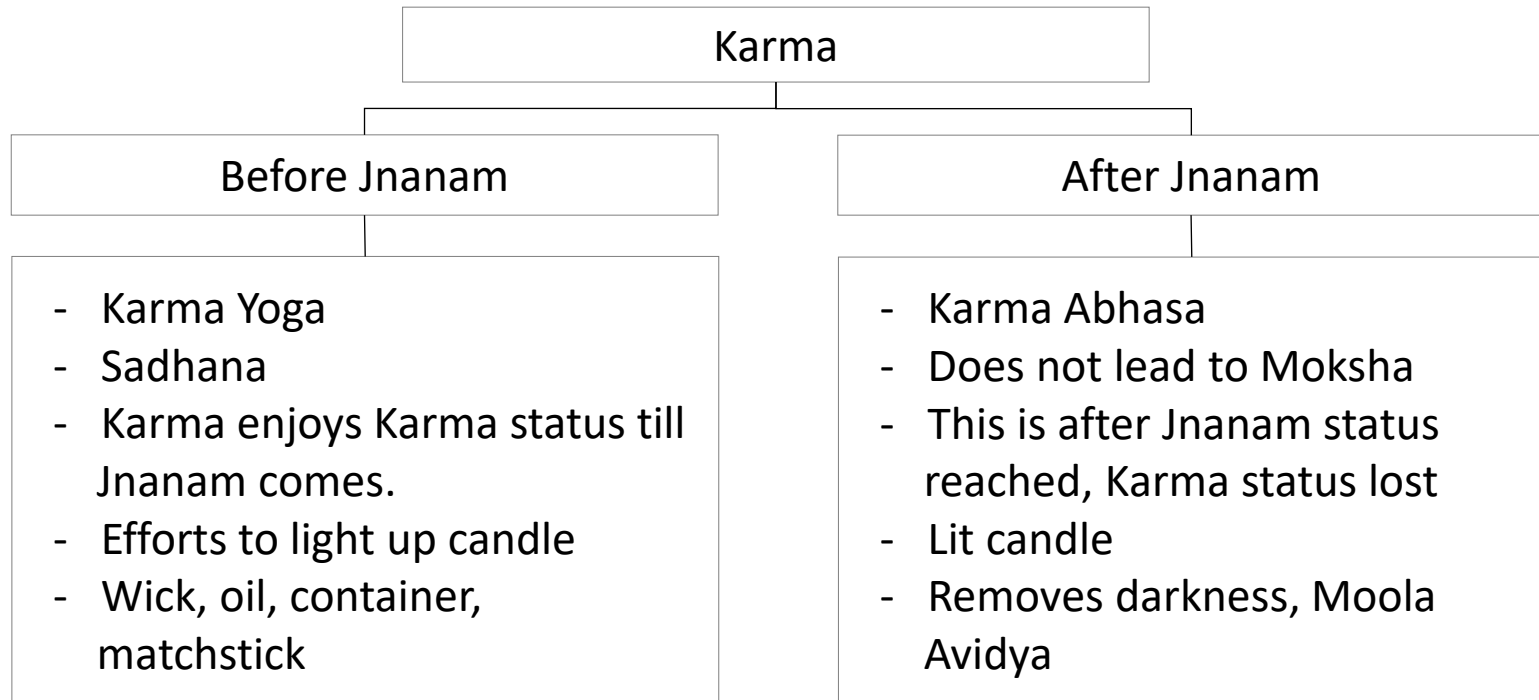 Karma
Before Jnanam
- Karma Yoga
- Sadhana
- Karma enjoys Karma status till
Jnanam comes.
- Efforts to light up candle
- Wick, oil, container,
matchstick
After Jnanam
- Karma Abhasa
- Does not lead to Moksha
- This is after Jnanam status
reached, Karma status lost
- Lit candle
- Removes darkness, Moola
Avidya